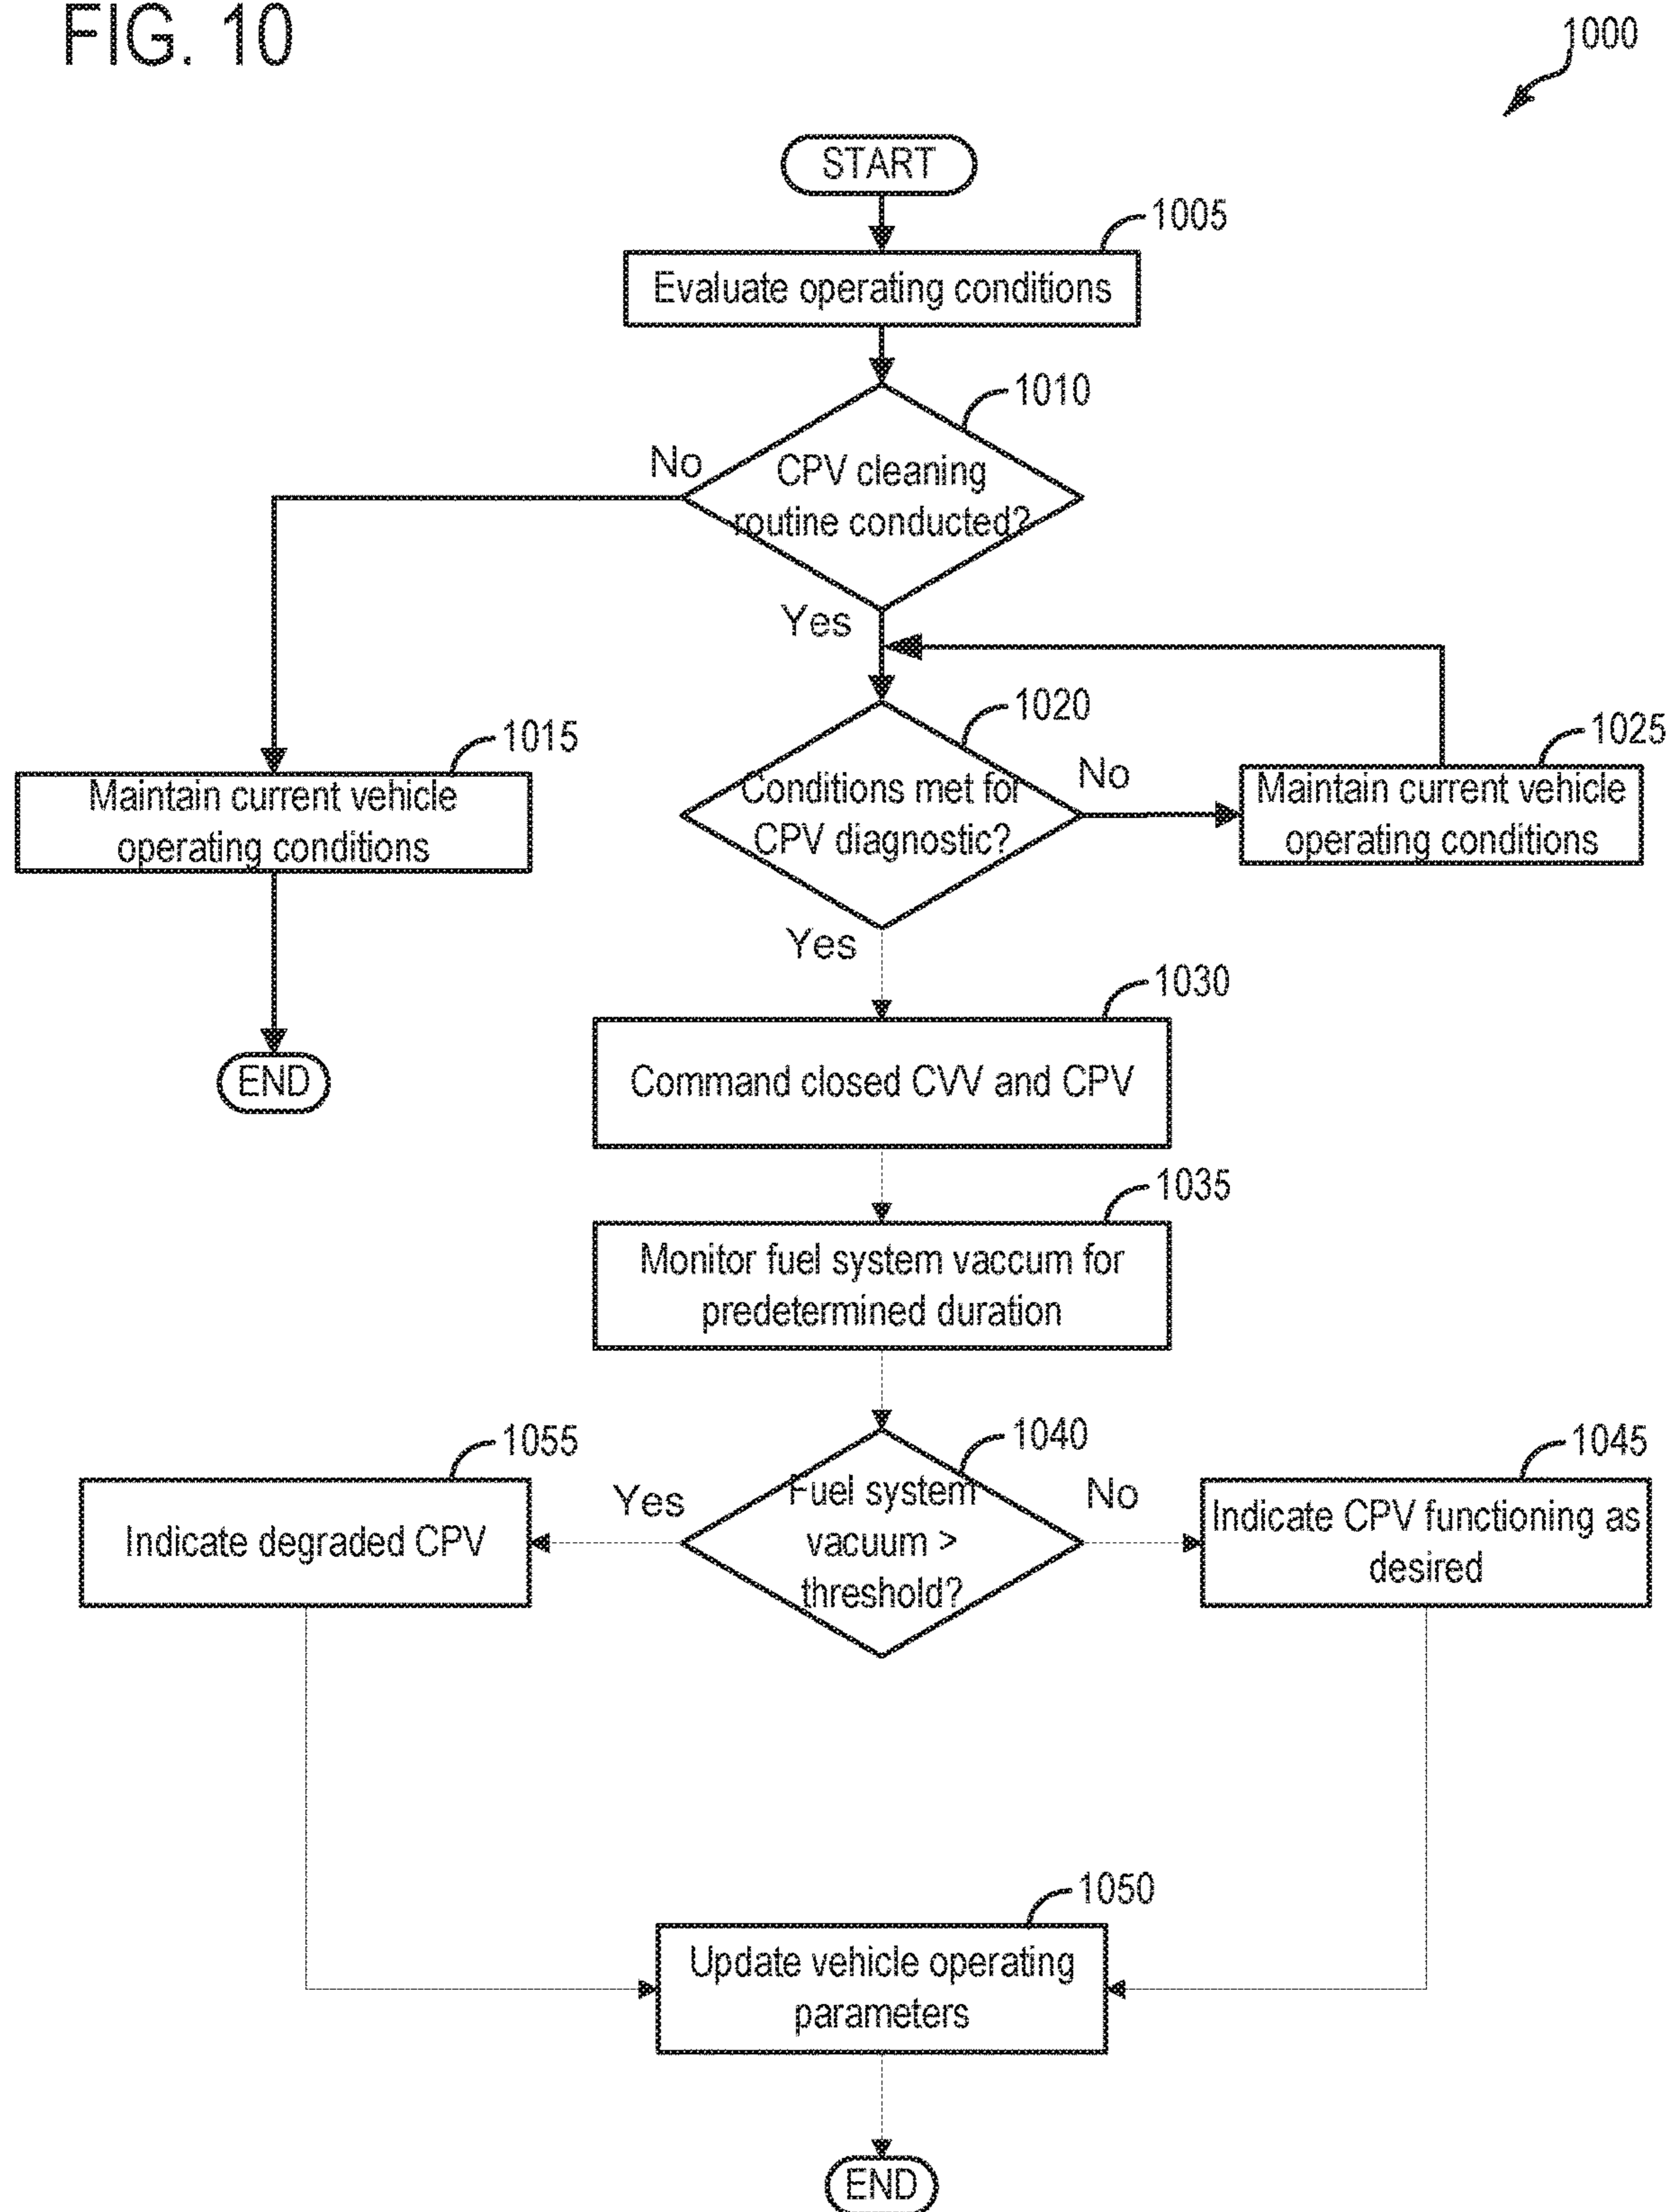 FIG. 10
1000
START
1005
Evaluate operating conditions
1010
No
CPV cleaning
routine conducted?
Yes
1020
1015
1025
Maintain current vehicle
operating conditions
Conditions met for
CPV diagnostic?
No
Maintain current vehicle
operating conditions
Yes
1030
END
Command closed CVV and CPV
1035
Monitor fuel system vaccum for
predetermined duration
1055
1040
1045
Indicate degraded CPV
Yes
Fuel system
vacuum >
threshold?
No
Indicate CPV functioning as
desired
1050
Update vehicle operating
parameters
END